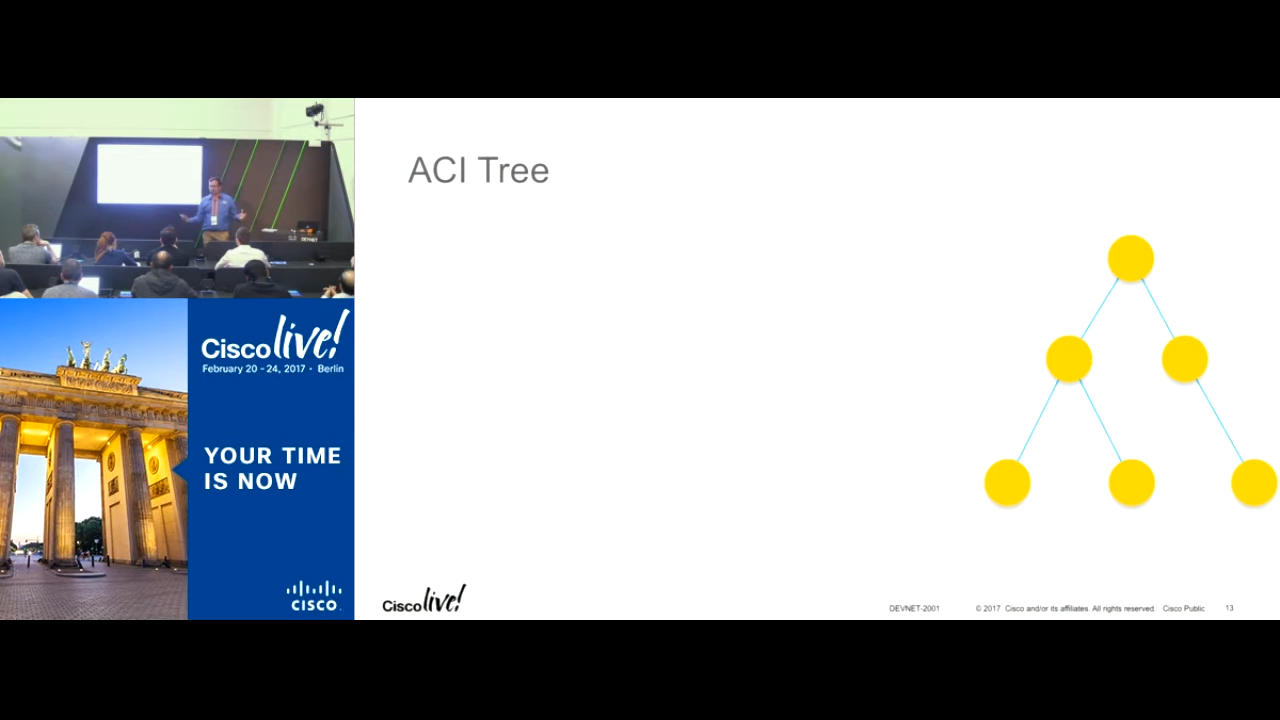 ACI Tree
DEVNET
Cisco live!
February 20 - 24, 2017 · Berlin
YOUR TIME
IS NOW
CISCO.
Cisco live!
DEVNET-2001 © 2017 Cisco and/or its affiliates. All rights reserved. Cisco Public 13